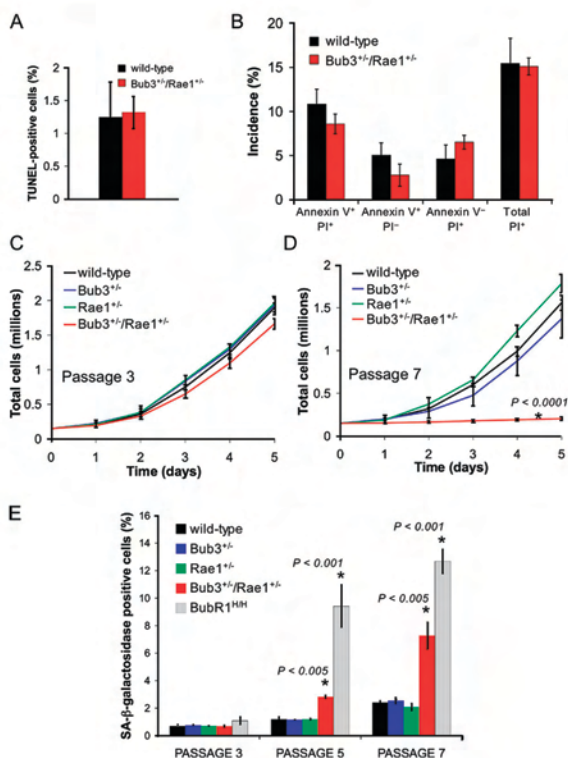 A
wild-type
Bub3+/-/Rae1+/-
TUNEL-positive cells (%)
2
1.5
1
0.5
0
B
wild-type
Bub3+/-/Rae1+/-
Incidence (%)
20
15
10
5
0
Annexin V+ Annexin V+ Annexin V− Total
PI+ PI− PI+ PI+
C
wild-type
Bub3+/-
Rae1+/-
Bub3+/-/Rae1+/-
Passage 3
Total cells (millions)
2.5
2
1.5
1
0.5
0
0 1 2 3 4 5
Time (days)
D
wild-type
Bub3+/-
Rae1+/-
Bub3+/-/Rae1+/-
Passage 7
P < 0.0001
*
Total cells (millions)
2
1.5
1
0.5
0
0 1 2 3 4 5
Time (days)
E
wild-type
Bub3+/-
Rae1+/-
Bub3+/-/Rae1+/-
BubR1H/H
P < 0.001
*
P < 0.005
*
P < 0.001
*
P < 0.005
*
SA-β-galactosidase positive cells (%)
16
14
12
10
8
6
4
2
0
PASSAGE 3 PASSAGE 5 PASSAGE 7